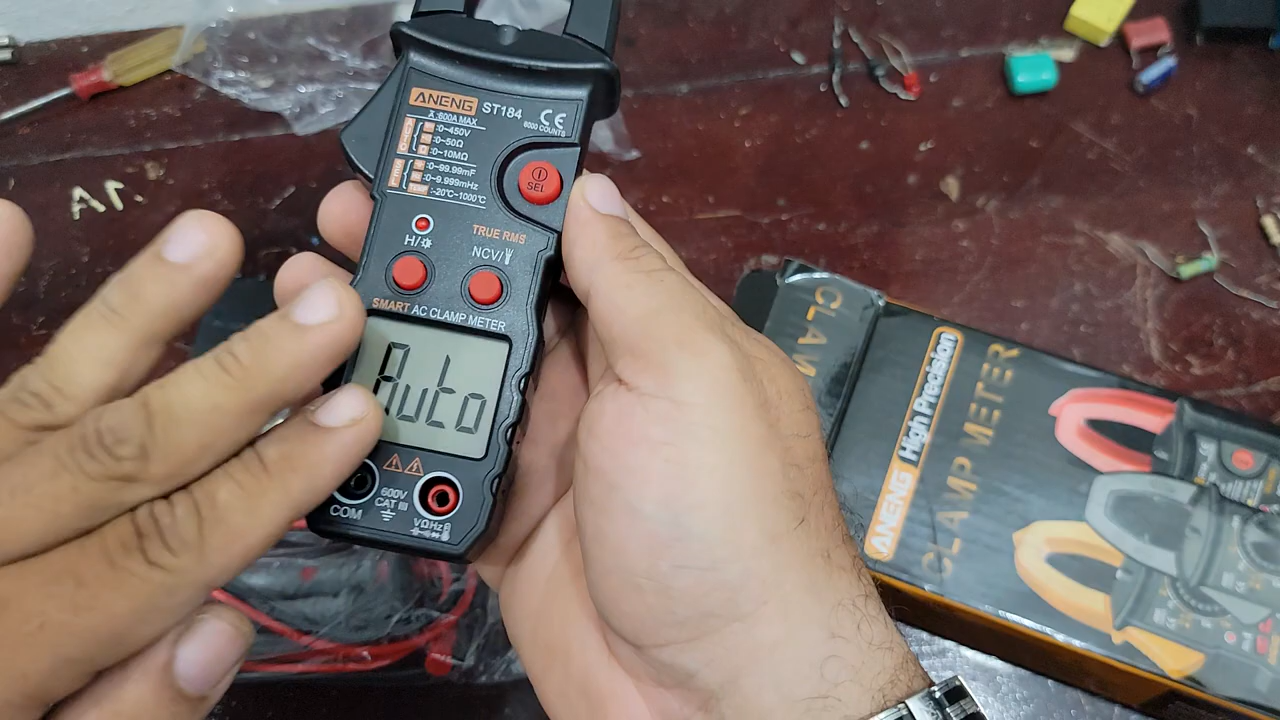 ANENG ST184
600A MAX
6000 COUNTS
CE
:0~450V
:0~50Ω
:0~10MΩ
:0~99.99mF
:0~9.999mHz
:-20℃~1000℃
SEL
TRUE RMS
H/
NCV/
SMART AC CLAMP METER
Auto
600V
CAT III
COM
VΩHz
CLAM
ANENG High Precision
CLAMP METER